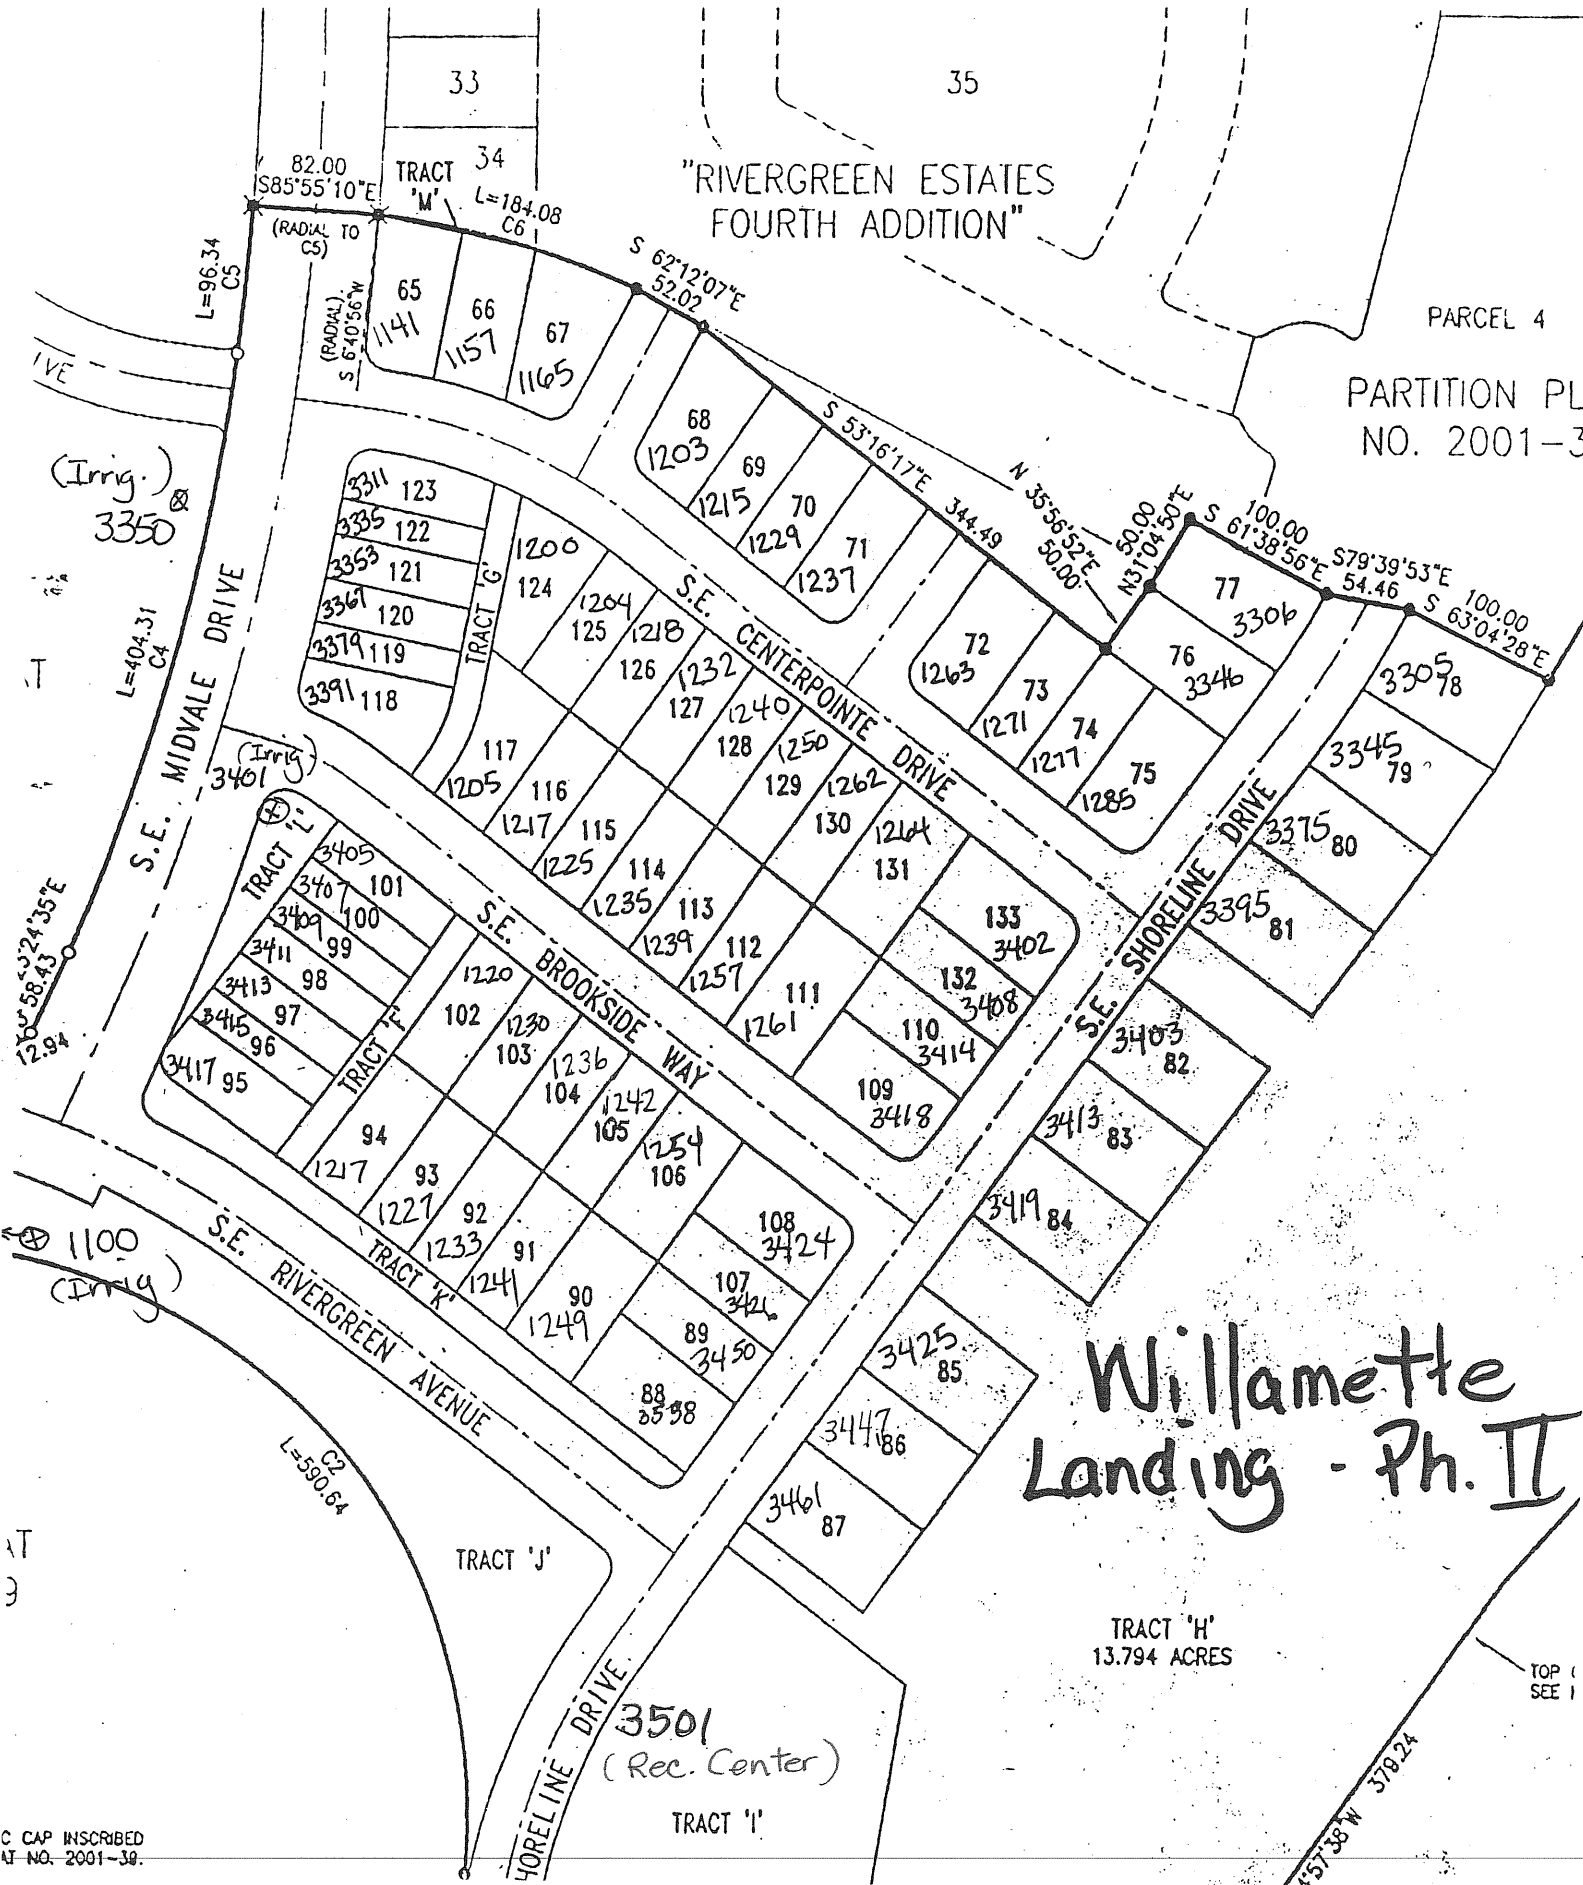 33
35
34
82.00
S85°55'10"E
TRACT
'M'
L=184.08
C6
(RADIAL TO
C5)
"RIVERGREEN ESTATES
FOURTH ADDITION"
L=96.34
C5
(RADIAL)
S 6°40'56"W
S 62°12'07"E
52.02
65
1141
66
1157
67
1165
PARCEL 4
PARTITION PL
NO. 2001-3
IVE
68
1203
69
1215
70
1229
71
1237
S 53°16'17"E 344.49
N 35°56'52"E
50.00
50.00
N31°04'50"E
100.00
S 61°38'56"E
S79°39'53"E
54.46
100.00
S 63°04'28"E
(Irrig.)
3350
3311 123
3335 122
3353 121
3367 120
3379 119
3391 118
TRACT 'G'
1200
124
1204
125
1218
126
1232
127
1240
128
1250
129
1262
130
1264
131
S.E. CENTERPOINTE DRIVE
72
1263
73
1271
74
1277
75
1285
77
3306
76
3346
3305
78
3345
79
3375
80
3395
81
T
L=404.31
C4
S.E. MIDVALE DRIVE
(Irrig)
3401
117
1205
116
1217
115
1225
114
1235
113
1239
112
1257
111
1261
133
3402
132
3408
110
3414
109
3418
S.E. SHORELINE DRIVE
TRACT 'L'
3405
101
3407
100
3409
99
3411
98
3413
97
3415
96
3417 95
TRACT 'F'
S.E. BROOKSIDE WAY
1220
102
1230
103
1236
104
1242
105
1254
106
58.43
12.94
94
1217
93
1227
92
1233
91
1241
90
1249
108
3424
107
3426
89
3450
88
3403
82
3413
83
3419
84
3425
85
3447
86
3461
87
1100
(Irrig)
S.E. RIVERGREEN AVENUE
TRACT 'K'
C2
L=590.64
Willamette
Landing - Ph. II
TRACT 'J'
TRACT 'H'
13.794 ACRES
TOP
SEE
HORELINE DRIVE
3501
(Rec. Center)
TRACT 'I'
57'38"W 379.24
C CAP INSCRIBED
AT NO. 2001-39.